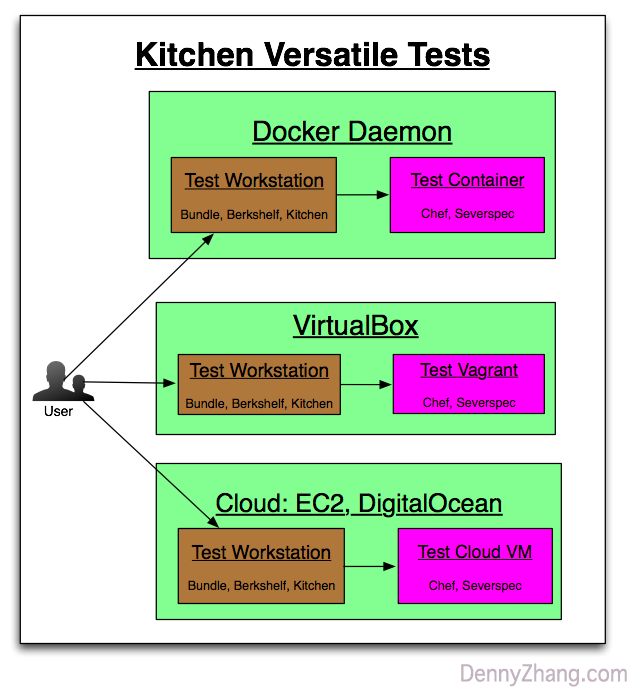 Kitchen Versatile Tests
Docker Daemon
Test Workstation
Bundle, Berkshelf, Kitchen
Test Container
Chef, Severspec
VirtualBox
Test Workstation
Bundle, Berkshelf, Kitchen
Test Vagrant
Chef, Severspec
User
Cloud: EC2, DigitalOcean
Test Workstation
Bundle, Berkshelf, Kitchen
Test Cloud VM
Chef, Severspec
DennyZhang.com